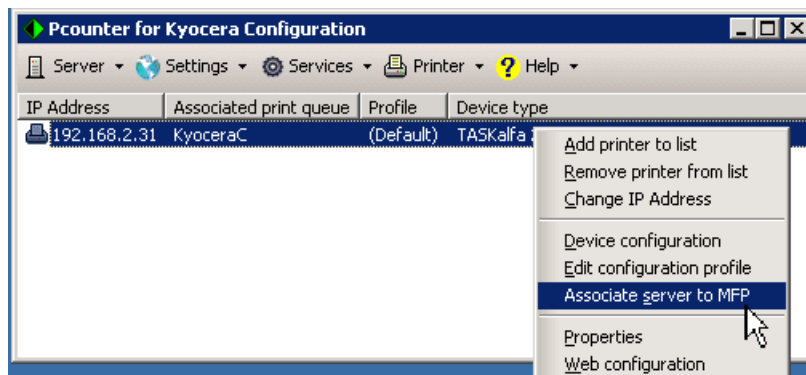 Pcounter for Kyocera Configuration
Server Settings Services Printer ? Help
IP Address Associated print queue Profile Device type
192.168.2.31 KyoceraC (Default) TASKalfa
Add printer to list
Remove printer from list
Change IP Address
Device configuration
Edit configuration profile
Associate server to MFP
Properties
Web configuration